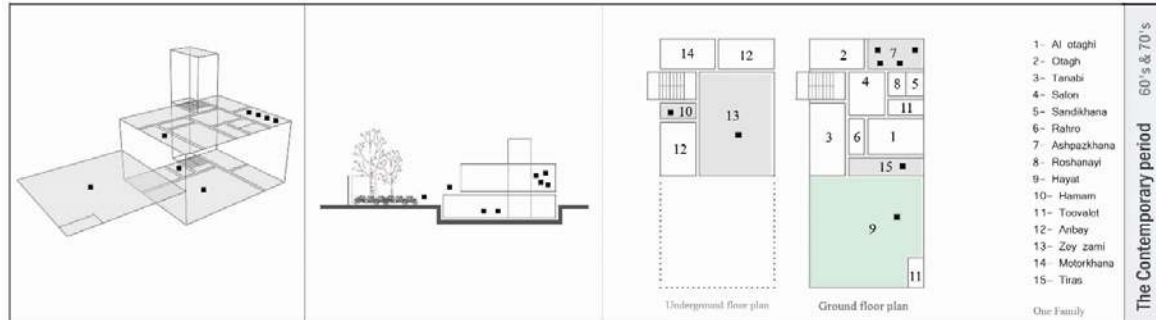 14
12
10
13
12
Underground floor plan
2
7
4
8
5
11
3
6
1
15
9
11
Ground floor plan
1- Al otaghi
2- Otagh
3- Tanabi
4- Salon
5- Sandikhana
6- Rahro
7- Ashpazkhana
8- Roshanayi
9- Hayat
10- Hamam
11- Toovalet
12- Anbay
13- Zey zami
14- Motorkhana
15- Tiras
One Family
The Contemporary period
60's & 70's